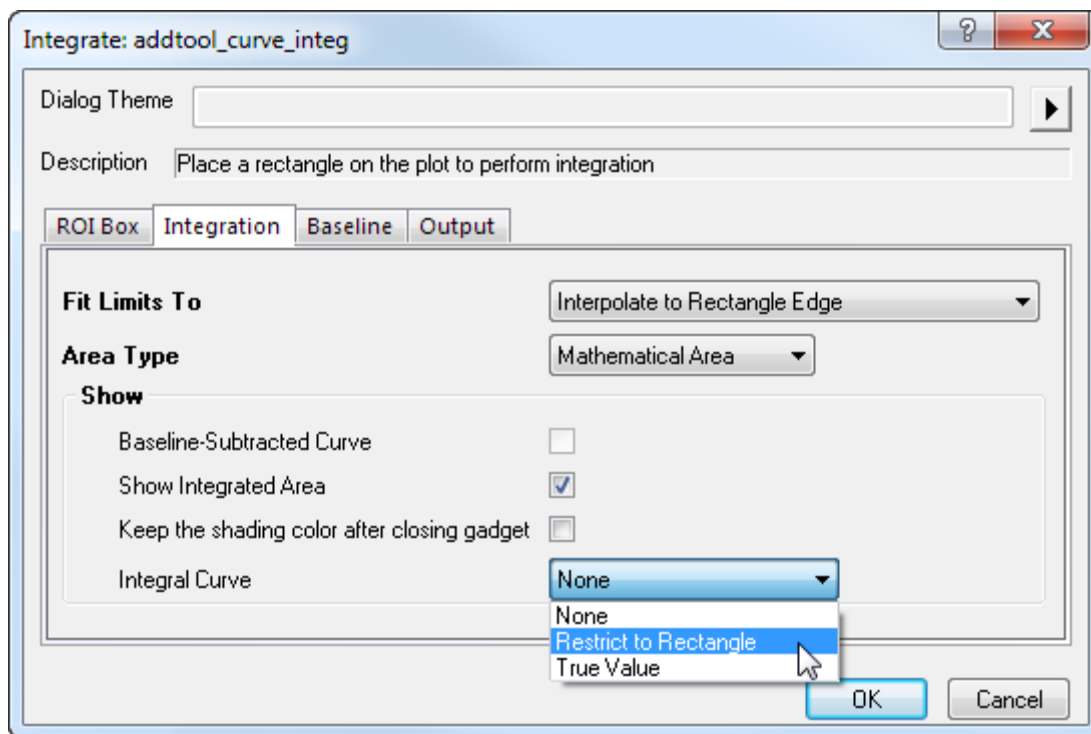 Integrate: addtool_curve_integ
Dialog Theme
Description Place a rectangle on the plot to perform integration
ROI Box Integration Baseline Output
Fit Limits To Interpolate to Rectangle Edge
Area Type Mathematical Area
Show
Baseline-Subtracted Curve
Show Integrated Area
Keep the shading color after closing gadget
Integral Curve None
None
Restrict to Rectangle
True Value
OK Cancel